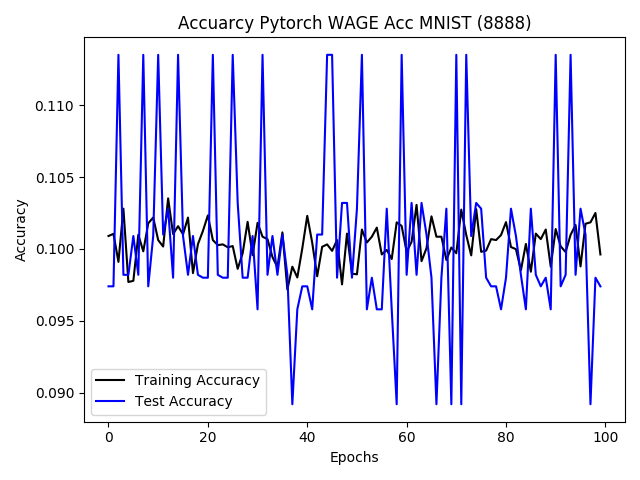 Accuarcy Pytorch WAGE Acc MNIST (8888)
0.110
0.105
0.100
0.095
0.090
Accuracy
Training Accuracy
Test Accuracy
0
20
40
60
80
100
Epochs